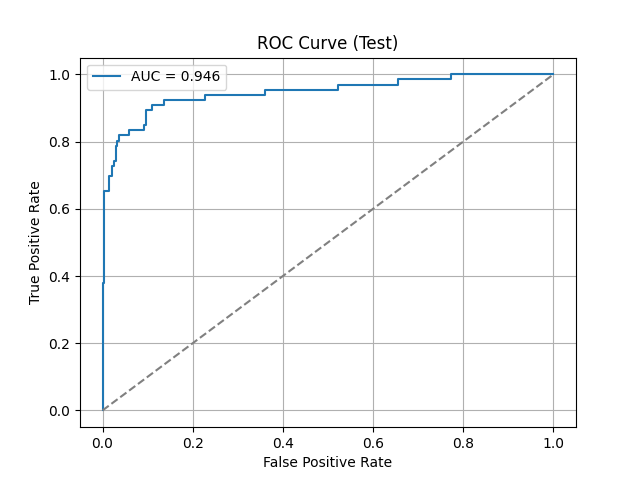 ROC Curve (Test)
AUC = 0.946
True Positive Rate
1.0
0.8
0.6
0.4
0.2
0.0
0.0 0.2 0.4 0.6 0.8 1.0
False Positive Rate